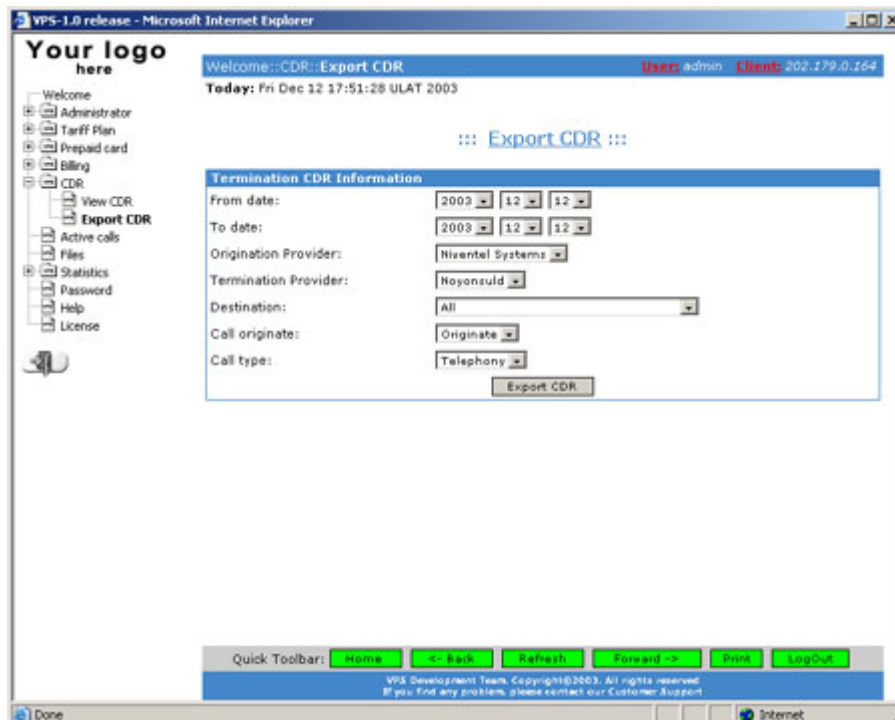 VPS-1.0 release - Microsoft Internet Explorer
Your logo
here
Welcome
Administrator
Tariff Plan
Prepaid card
Billing
CDR
View CDR
Export CDR
Active calls
Files
Statistics
Password
Help
License
Welcome::CDR::Export CDR User: admin Client: 202.179.0.164
Today: Fri Dec 12 17:51:28 ULAT 2003
::: Export CDR :::
Termination CDR Information
From date: 2003 12 12
To date: 2003 12 12
Origination Provider: Niventel Systems
Termination Provider: Noyonsuld
Destination: All
Call originate: Originate
Call type: Telephony
Export CDR
Quick Toolbar: Home <- Back Refresh Forward -> Print LogOut
VPS Development Team. Copyright©2003. All rights reserved
If you find any problem, please contact our Customer Support
Done Internet